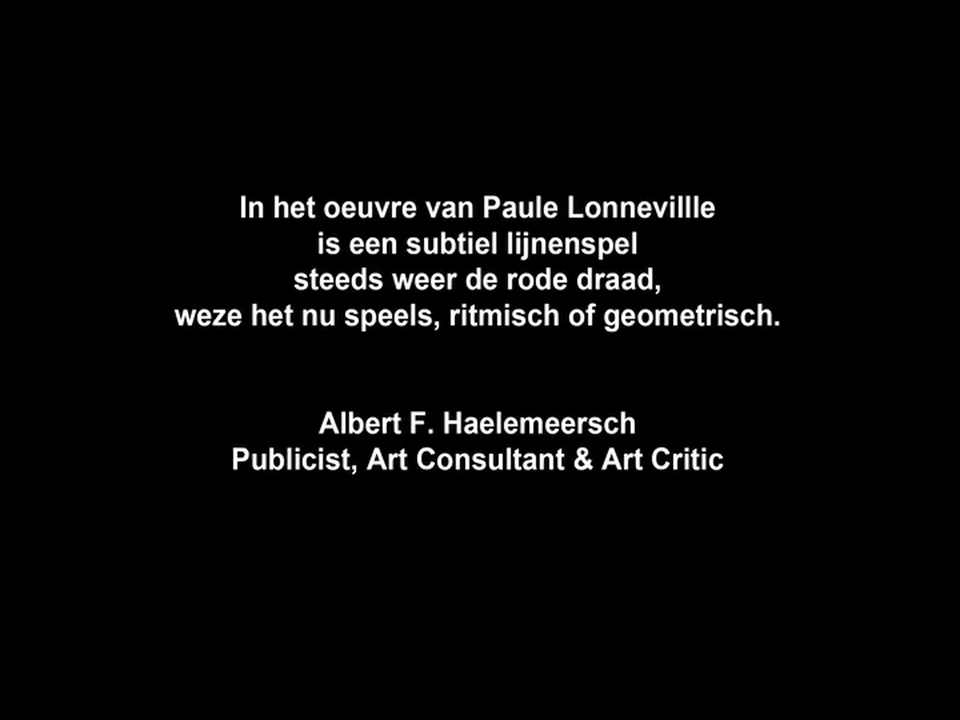 In het oeuvre van Paule Lonnevillle
is een subtiel lijnenspel
steeds weer de rode draad,
weze het nu speels, ritmisch of geometrisch.
Albert F. Haelemeersch
Publicist, Art Consultant & Art Critic